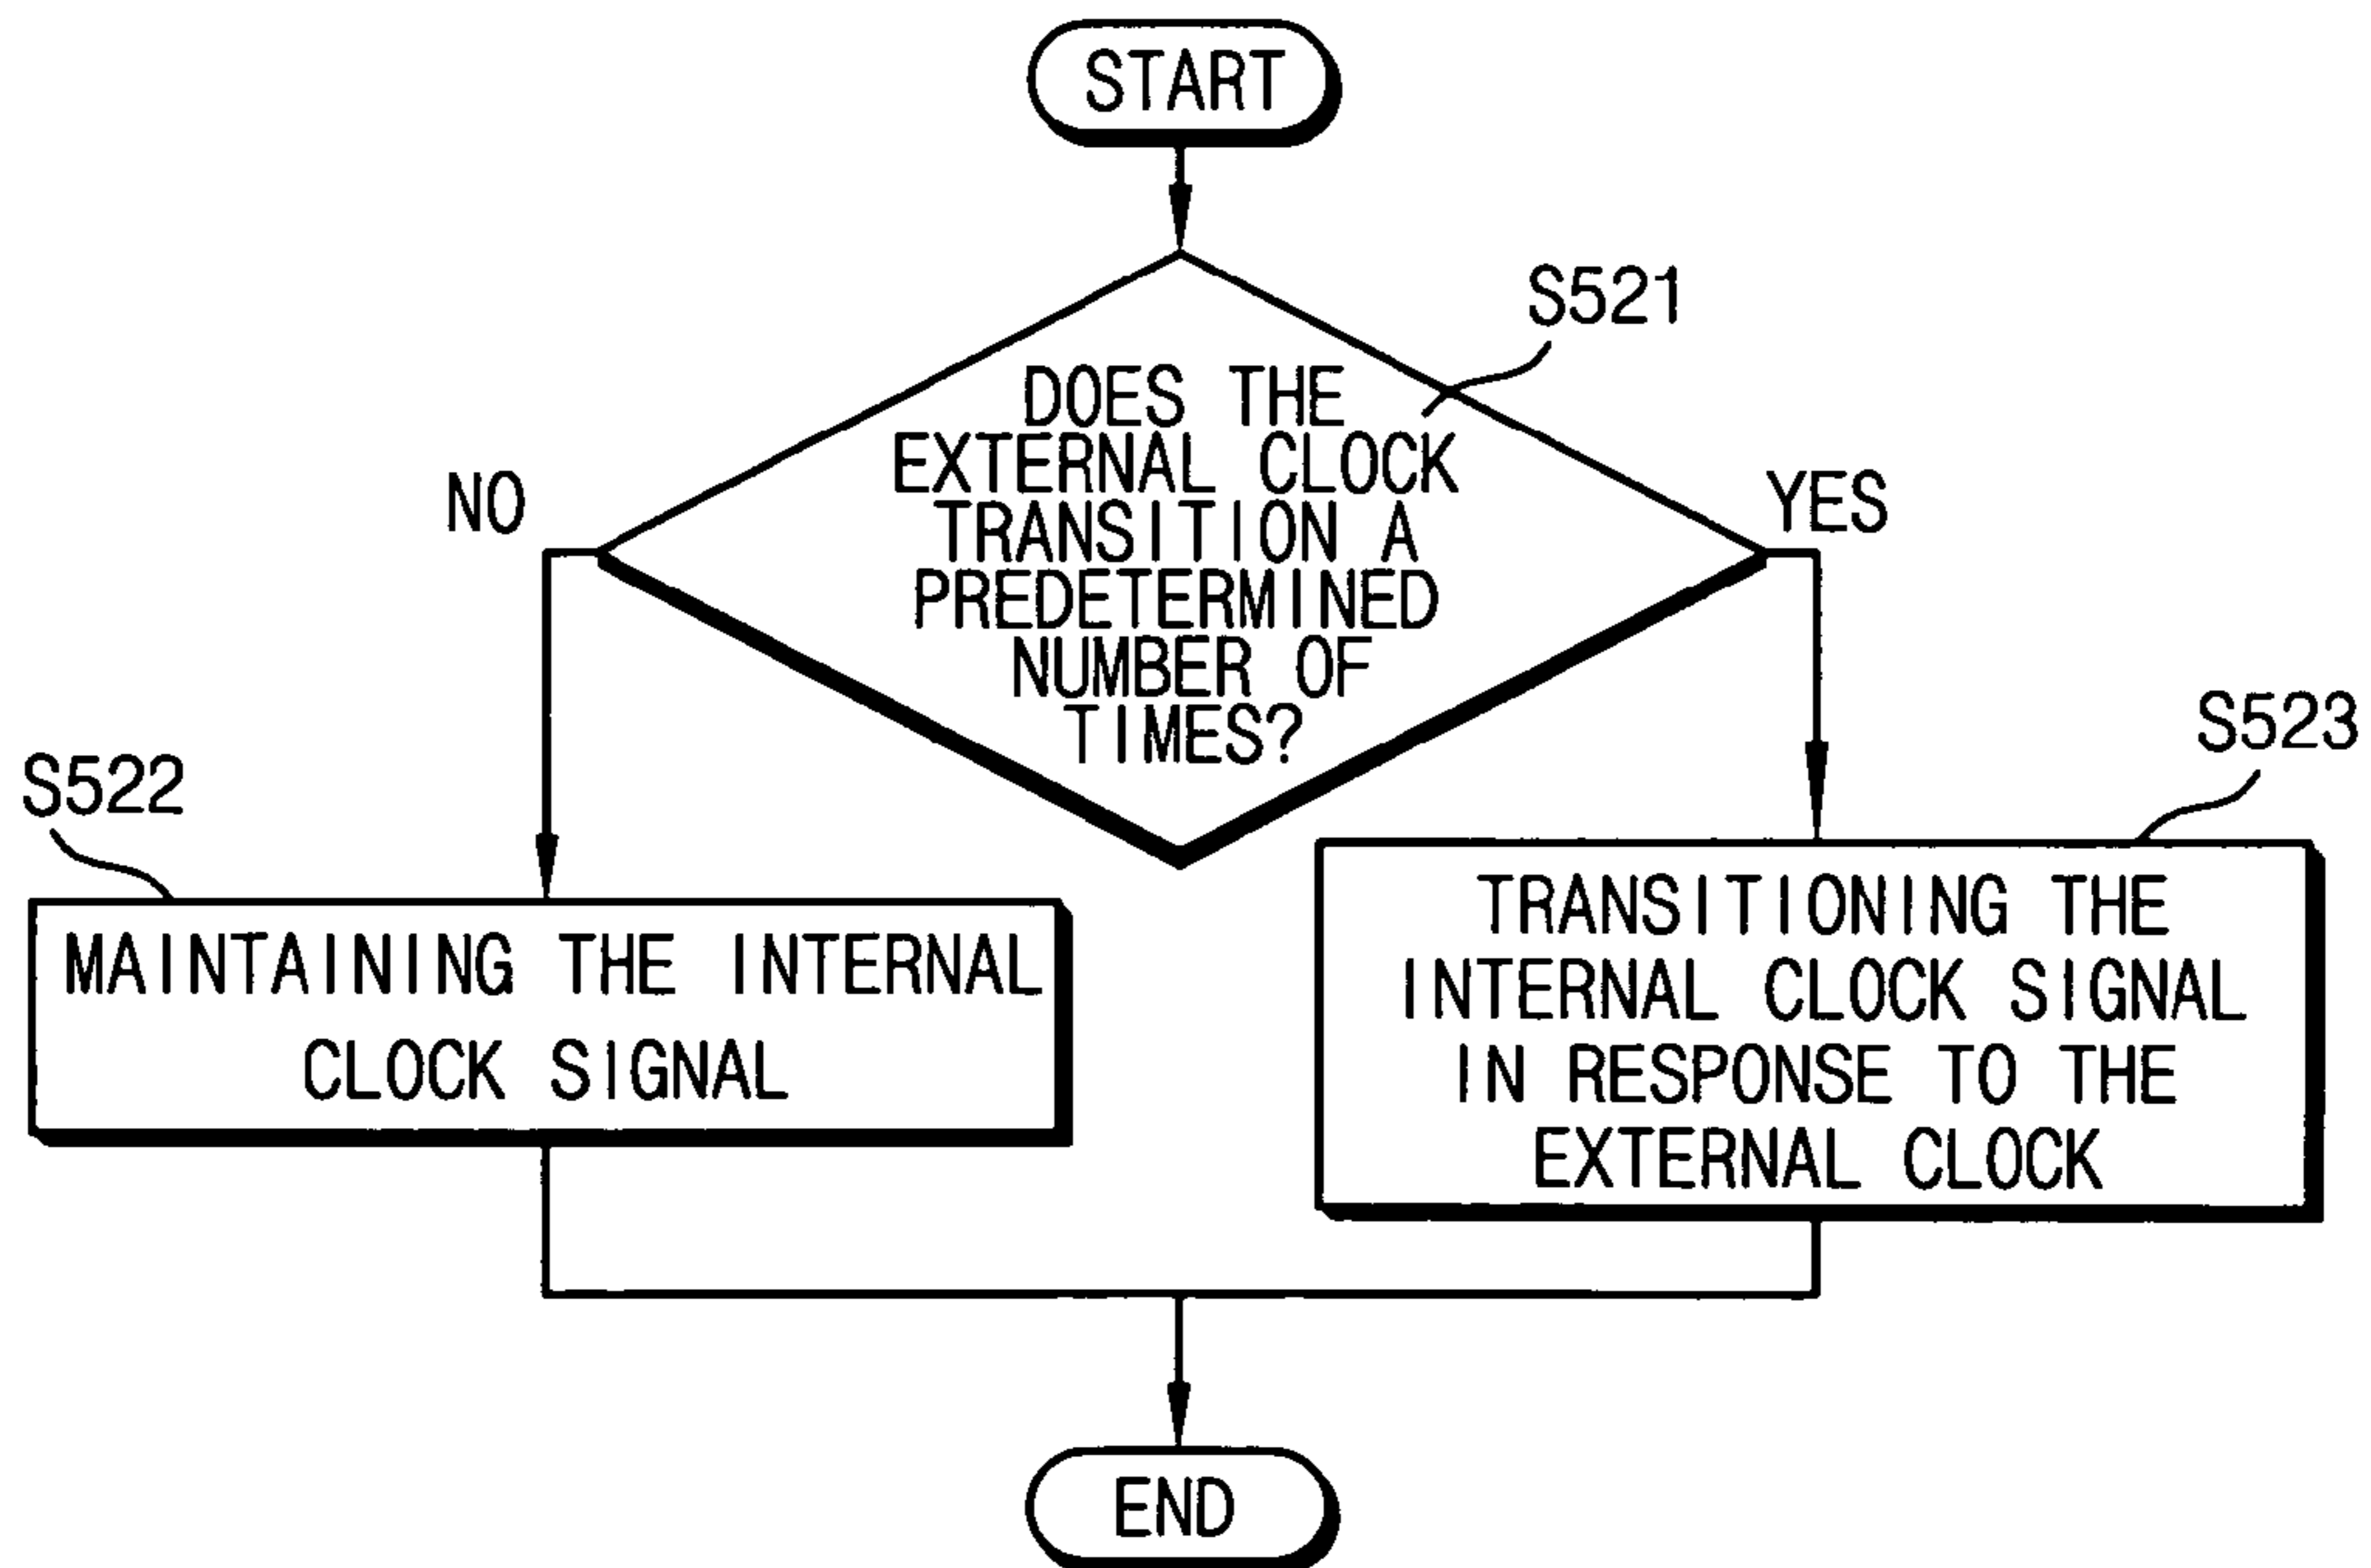 START
S521
DOES THE
EXTERNAL CLOCK
TRANSITION A
PREDETERMINED
NUMBER OF
TIMES?
NO
YES
S522
MAINTAINING THE INTERNAL
CLOCK SIGNAL
S523
TRANSITIONING THE
INTERNAL CLOCK SIGNAL
IN RESPONSE TO THE
EXTERNAL CLOCK
END